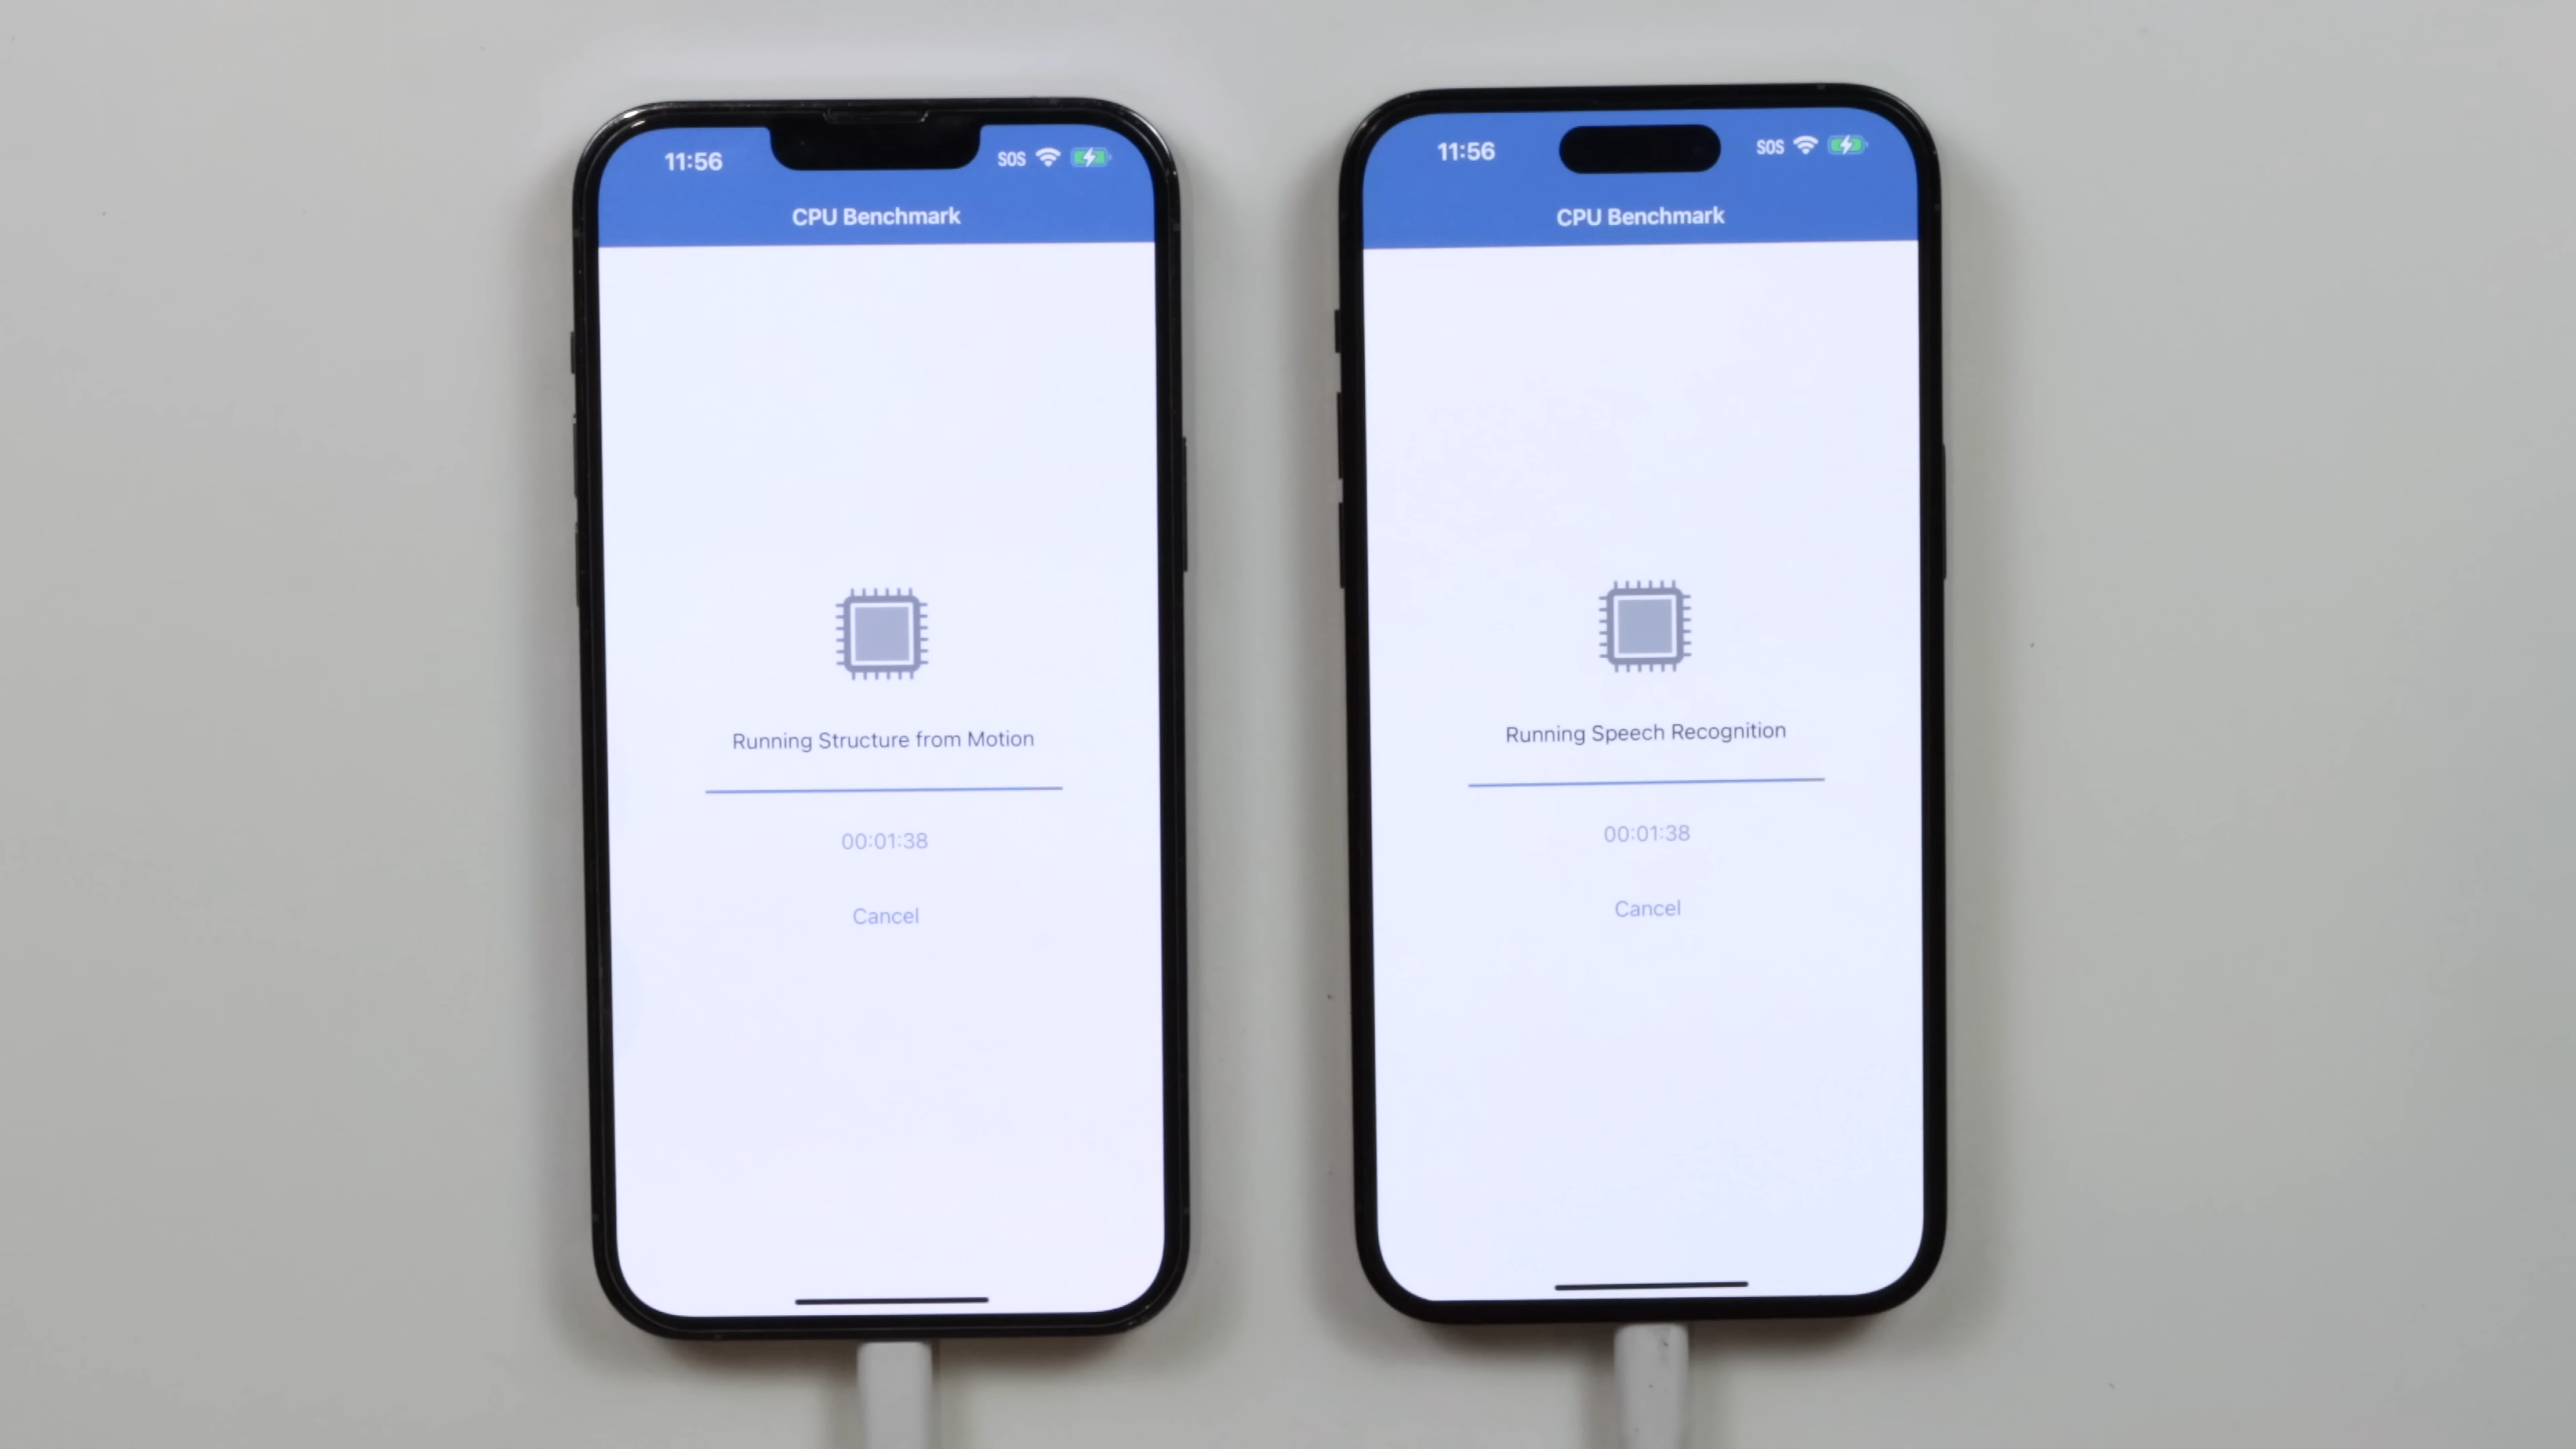 11:56
SOS
CPU Benchmark
Running Structure from Motion
00:01:38
Cancel
11:56
SOS
CPU Benchmark
Running Speech Recognition
00:01:38
Cancel